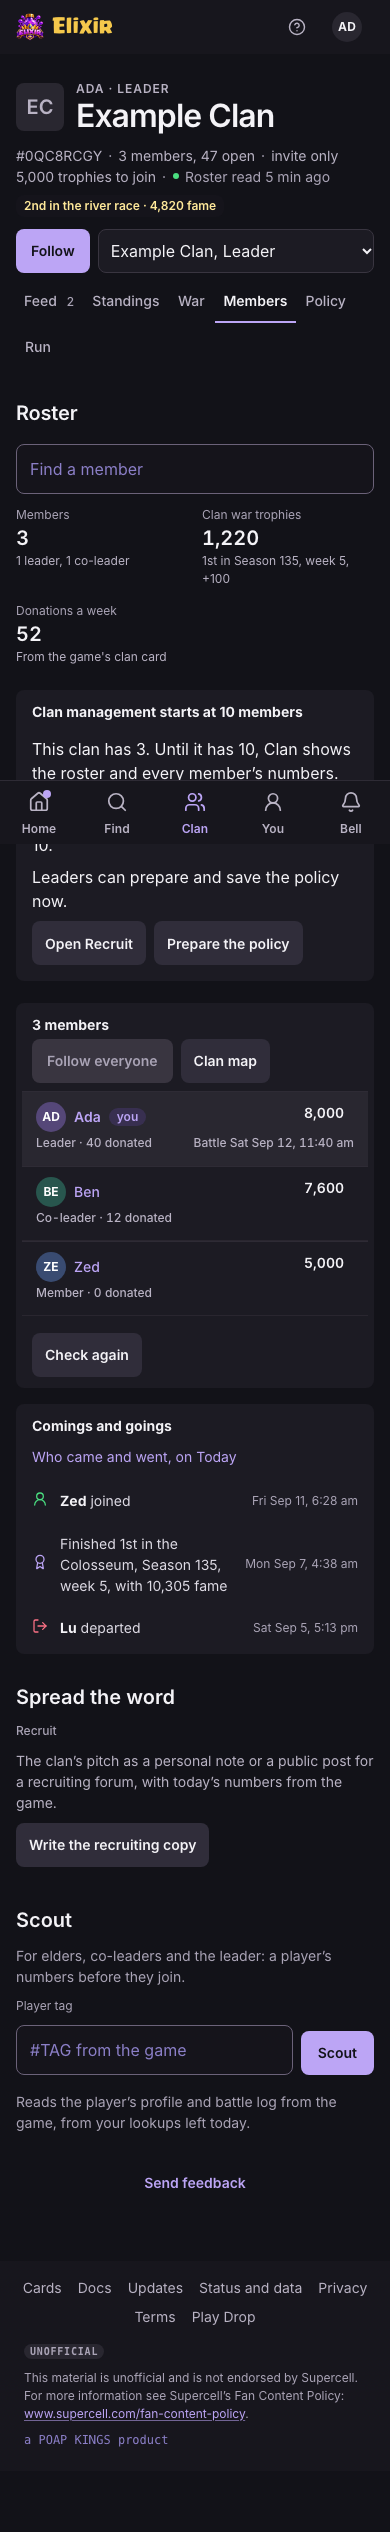 Elixir
AD
ADA · LEADER
EC
Example Clan
#0QC8RCGY · 3 members, 47 open · invite only
5,000 trophies to join · Roster read 5 min ago
2nd in the river race · 4,820 fame
Follow
Example Clan, Leader
Feed 2 Standings War Members Policy
Run
Roster
Find a member
Members
3
1 leader, 1 co-leader
Clan war trophies
1,220
1st in Season 135, week 5,
+100
Donations a week
52
From the game's clan card
Clan management starts at 10 members
This clan has 3. Until it has 10, Clan shows
the roster and every member’s numbers.
Home Find Clan You Bell
10.
Leaders can prepare and save the policy
now.
Open Recruit Prepare the policy
3 members
Follow everyone Clan map
AD Ada you 8,000
Leader · 40 donated Battle Sat Sep 12, 11:40 am
BE Ben 7,600
Co-leader · 12 donated
ZE Zed 5,000
Member · 0 donated
Check again
Comings and goings
Who came and went, on Today
Zed joined Fri Sep 11, 6:28 am
Finished 1st in the
Colosseum, Season 135,
week 5, with 10,305 fame
Mon Sep 7, 4:38 am
Lu departed Sat Sep 5, 5:13 pm
Spread the word
Recruit
The clan’s pitch as a personal note or a public post for
a recruiting forum, with today’s numbers from the
game.
Write the recruiting copy
Scout
For elders, co-leaders and the leader: a player’s
numbers before they join.
Player tag
#TAG from the game Scout
Reads the player’s profile and battle log from the
game, from your lookups left today.
Send feedback
Cards Docs Updates Status and data Privacy
Terms Play Drop
UNOFFICIAL
This material is unofficial and is not endorsed by Supercell.
For more information see Supercell’s Fan Content Policy:
www.supercell.com/fan-content-policy.
a POAP KINGS product